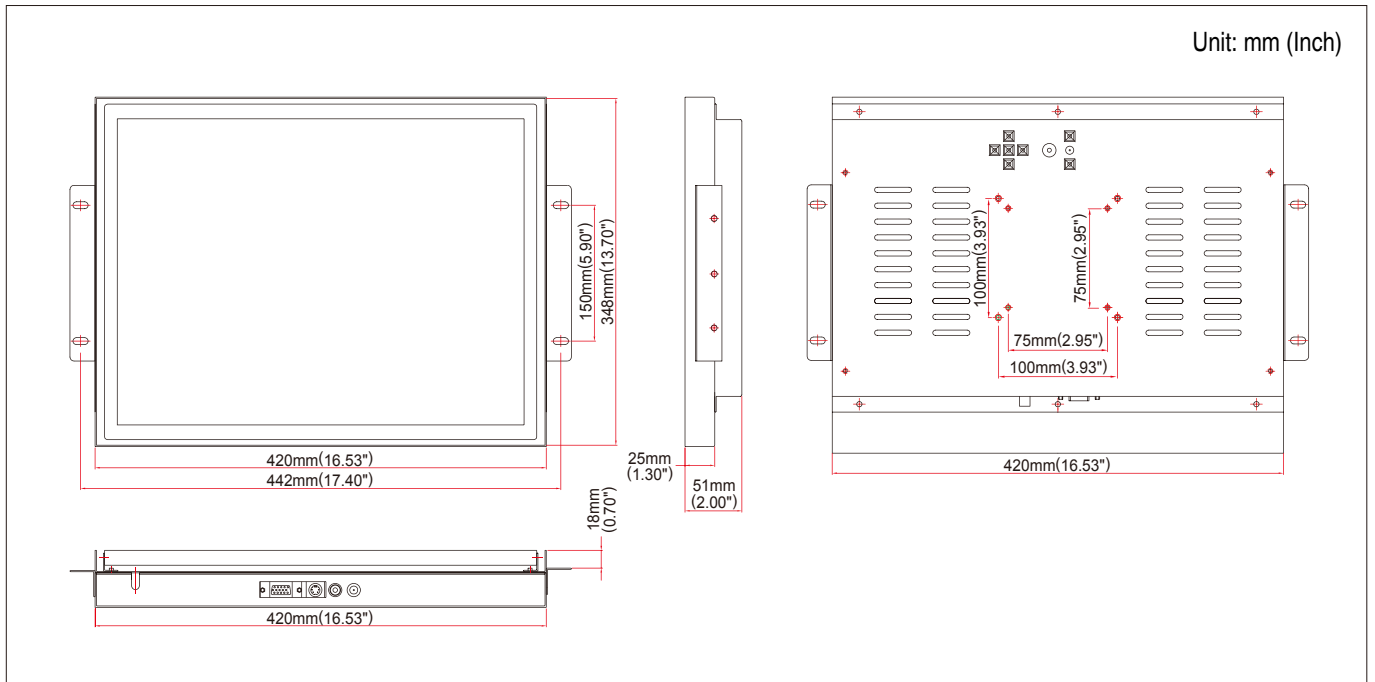 Unit: mm (Inch)
150mm(5.90")
348mm(13.70")
420mm(16.53")
442mm(17.40")
25mm
(1.30")
51mm
(2.00")
100mm(3.93")
75mm(2.95")
75mm(2.95")
100mm(3.93")
420mm(16.53")
18mm
(0.70")
420mm(16.53")